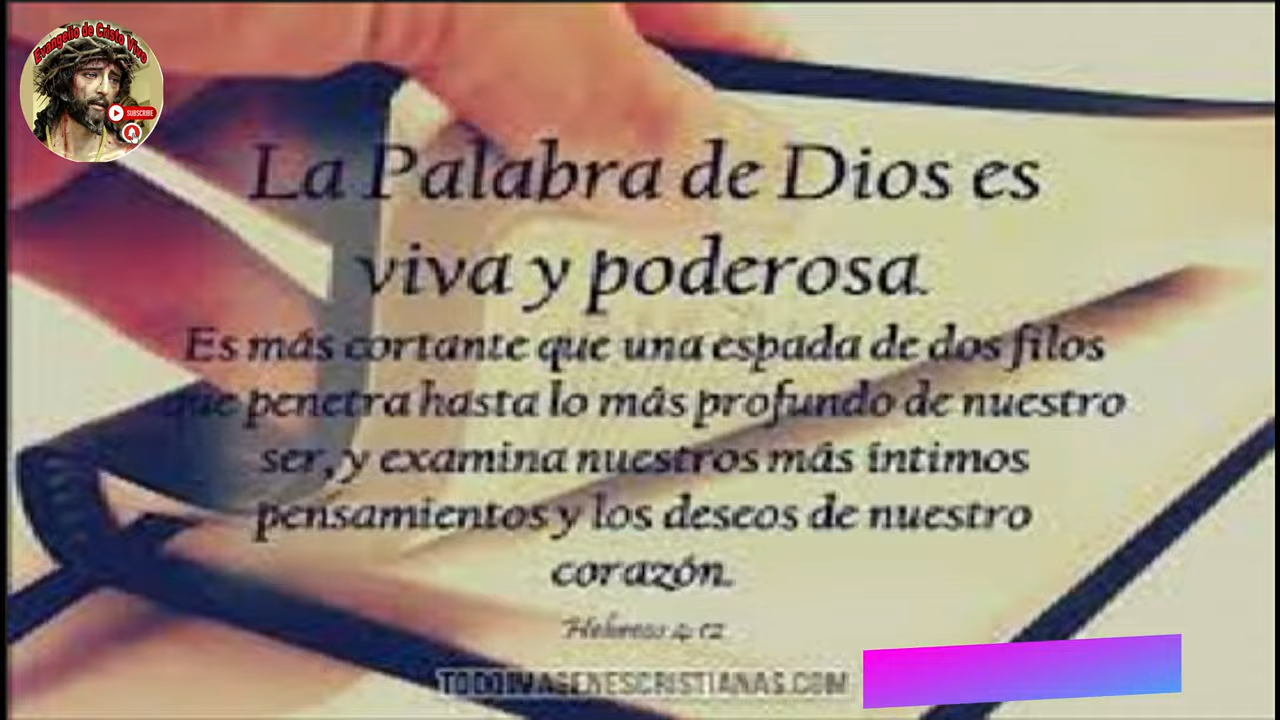 Evangelio de Cristo Vivo
SUBSCRIBE
La Palabra de Dios es
viva y poderosa.
Es más cortante que una espada de dos filos
que penetra hasta lo más profundo de nuestro
ser, y examina nuestros más íntimos
pensamientos y los deseos de nuestro
corazón.
Hebreos 4:12
TODOIMAGENESCRISTIANAS.COM